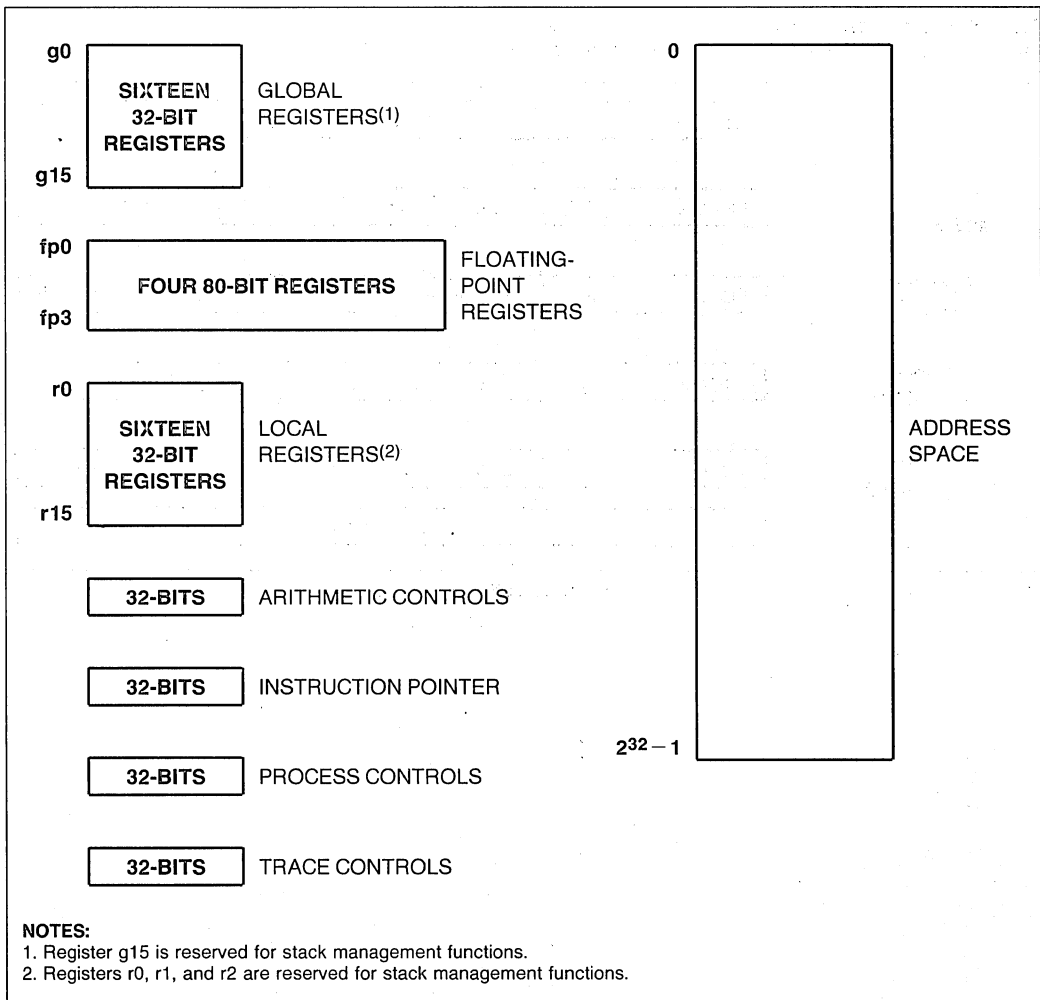 g0
SIXTEEN
32-BIT
REGISTERS
g15
GLOBAL
REGISTERS(1)
fp0
FOUR 80-BIT REGISTERS
fp3
FLOATING-
POINT
REGISTERS
r0
SIXTEEN
32-BIT
REGISTERS
r15
LOCAL
REGISTERS(2)
32-BITS ARITHMETIC CONTROLS
32-BITS INSTRUCTION POINTER
32-BITS PROCESS CONTROLS
32-BITS TRACE CONTROLS
0
2³²–1
ADDRESS
SPACE
NOTES:
1. Register g15 is reserved for stack management functions.
2. Registers r0, r1, and r2 are reserved for stack management functions.